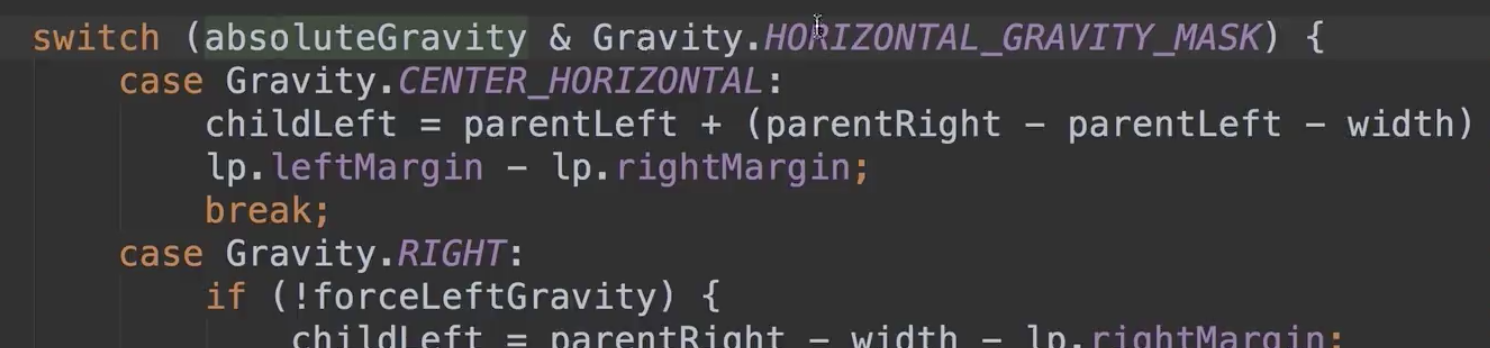 switch (absoluteGravity & Gravity.HORIZONTAL_GRAVITY_MASK) {
case Gravity.CENTER_HORIZONTAL:
childLeft = parentLeft + (parentRight - parentLeft - width)
lp.leftMargin - lp.rightMargin;
break;
case Gravity.RIGHT:
if (!forceLeftGravity) {
childLeft = parentRight - width - lp.rightMargin;